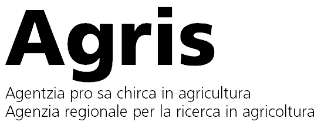 Agris
Agentzia pro sa chirca in agricultura
Agenzia regionale per la ricerca in agricoltura